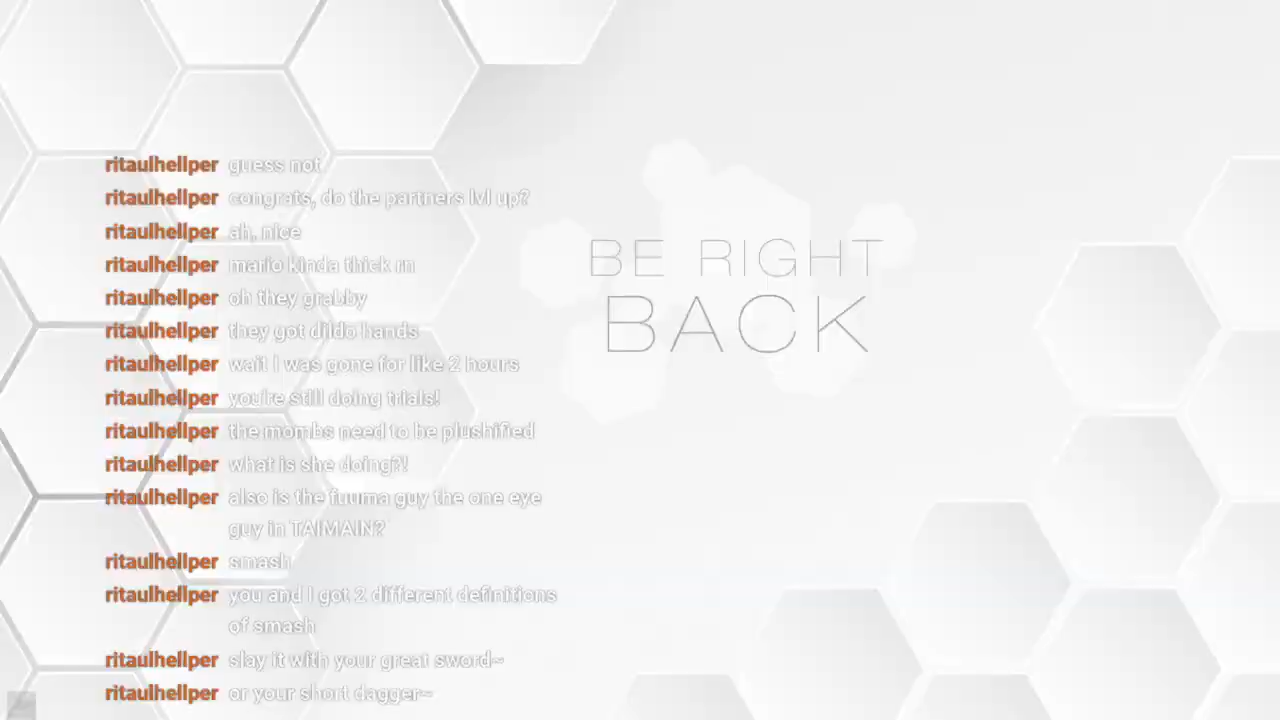 ritaulhellper guess not
ritaulhellper congrats, do the partners lvl up?
ritaulhellper ah, nice
ritaulhellper mario kinda thick rn
ritaulhellper oh they grabby
ritaulhellper they got dildo hands
ritaulhellper wait I was gone for like 2 hours
ritaulhellper you're still doing trials!
ritaulhellper the mombs need to be plushified
ritaulhellper what is she doing?!
ritaulhellper also is the fuuma guy the one eye
guy in TAIMAIN?
ritaulhellper smash
ritaulhellper you and I got 2 different definitions
of smash
ritaulhellper slay it with your great sword~
ritaulhellper or your short dagger~
BE RIGHT
BACK